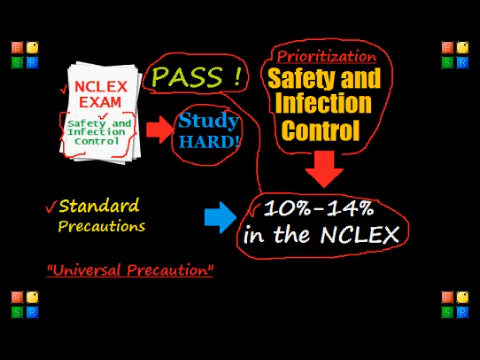 B
S R
B
S R
NCLEX
EXAM
Safety and
Infection
Control
PASS !
Study
HARD!
Prioritization
Safety and
Infection
Control
Standard
Precautions
10%-14%
in the NCLEX
"Universal Precaution"
B
S R
B
S R